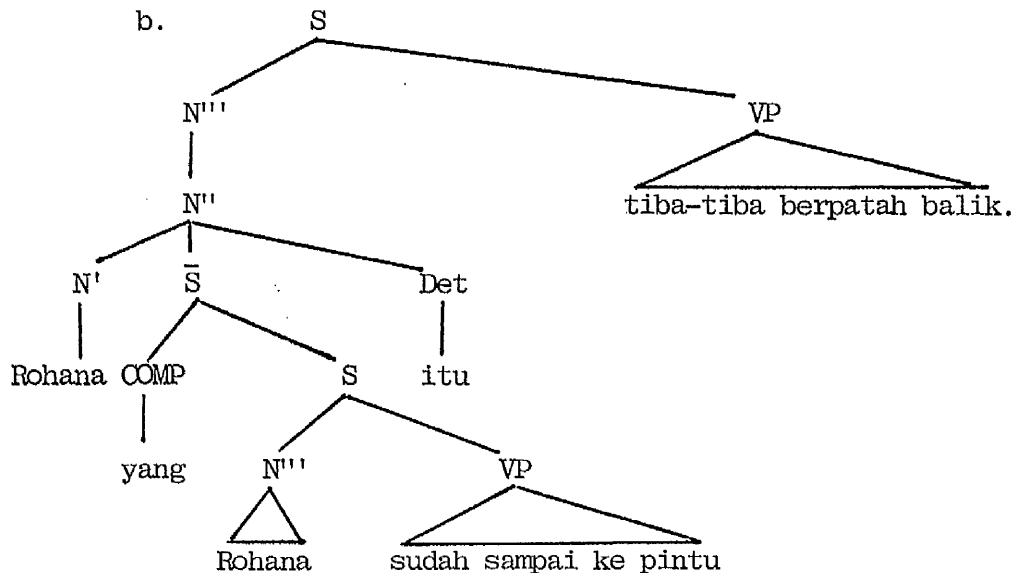 b. S
N''' VP
N'' tiba-tiba berpatah balik.
N' S̄ Det
Rohana COMP S itu
yang N''' VP
Rohana sudah sampai ke pintu